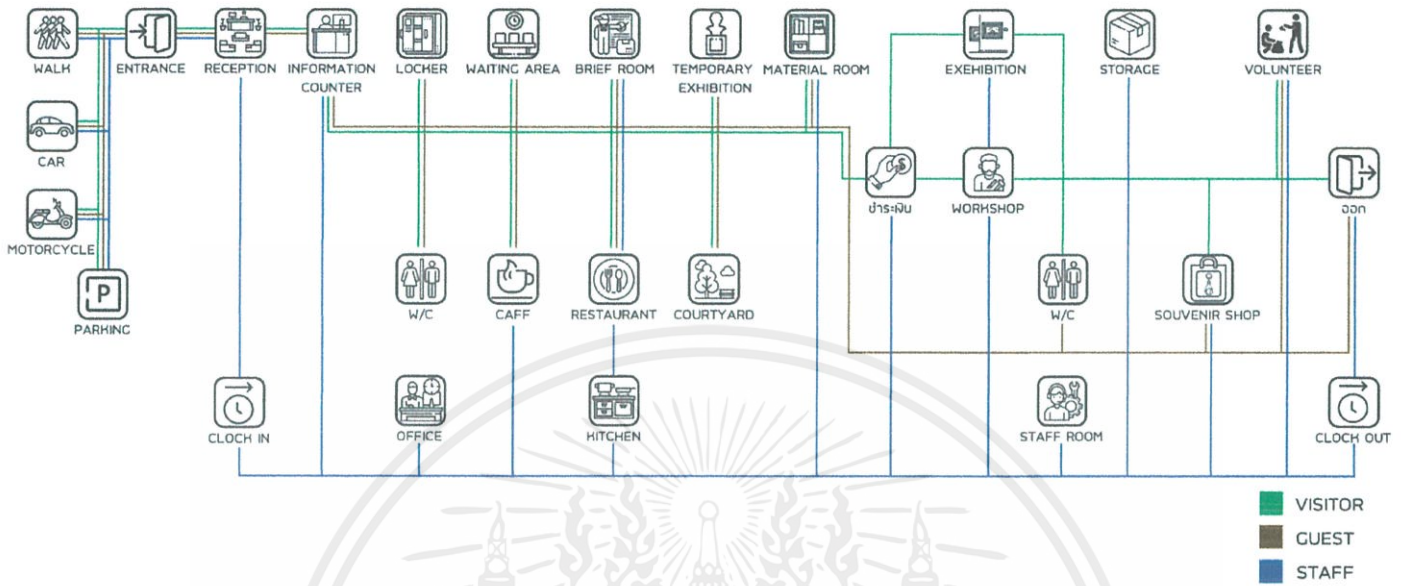 WALK
ENTRANCE
RECEPTION
INFORMATION
COUNTER
LOCKER
WAITING AREA
BRIEF ROOM
TEMPORARY
EXHIBITION
MATERIAL ROOM
EXEHIBITION
STORAGE
VOLUNTEER
CAR
ชำระเงิน
WORKSHOP
ออก
MOTORCYCLE
P
PARKING
W/C
CAFF
RESTAURANT
COURTYARD
W/C
SOUVENIR SHOP
CLOCK IN
OFFICE
KITCHEN
STAFF ROOM
CLOCK OUT
VISITOR
GUEST
STAFF